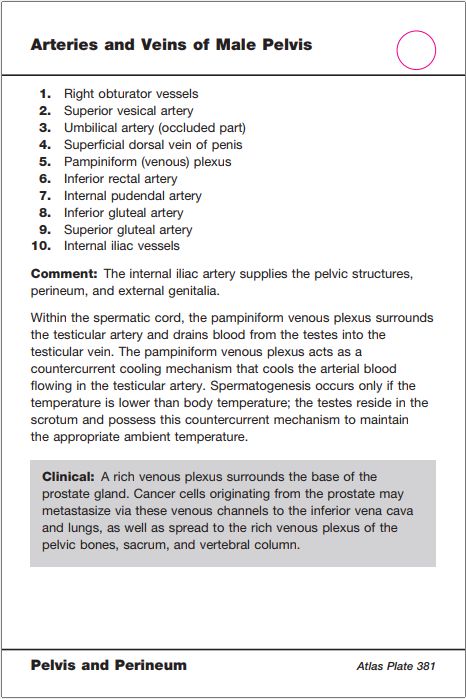 Arteries and Veins of Male Pelvis
1. Right obturator vessels
2. Superior vesical artery
3. Umbilical artery (occluded part)
4. Superficial dorsal vein of penis
5. Pampiniform (venous) plexus
6. Inferior rectal artery
7. Internal pudendal artery
8. Inferior gluteal artery
9. Superior gluteal artery
10. Internal iliac vessels
Comment: The internal iliac artery supplies the pelvic structures,
perineum, and external genitalia.
Within the spermatic cord, the pampiniform venous plexus surrounds
the testicular artery and drains blood from the testes into the
testicular vein. The pampiniform venous plexus acts as a
countercurrent cooling mechanism that cools the arterial blood
flowing in the testicular artery. Spermatogenesis occurs only if the
temperature is lower than body temperature; the testes reside in the
scrotum and possess this countercurrent mechanism to maintain
the appropriate ambient temperature.
Clinical: A rich venous plexus surrounds the base of the
prostate gland. Cancer cells originating from the prostate may
metastasize via these venous channels to the inferior vena cava
and lungs, as well as spread to the rich venous plexus of the
pelvic bones, sacrum, and vertebral column.
Pelvis and Perineum
Atlas Plate 381